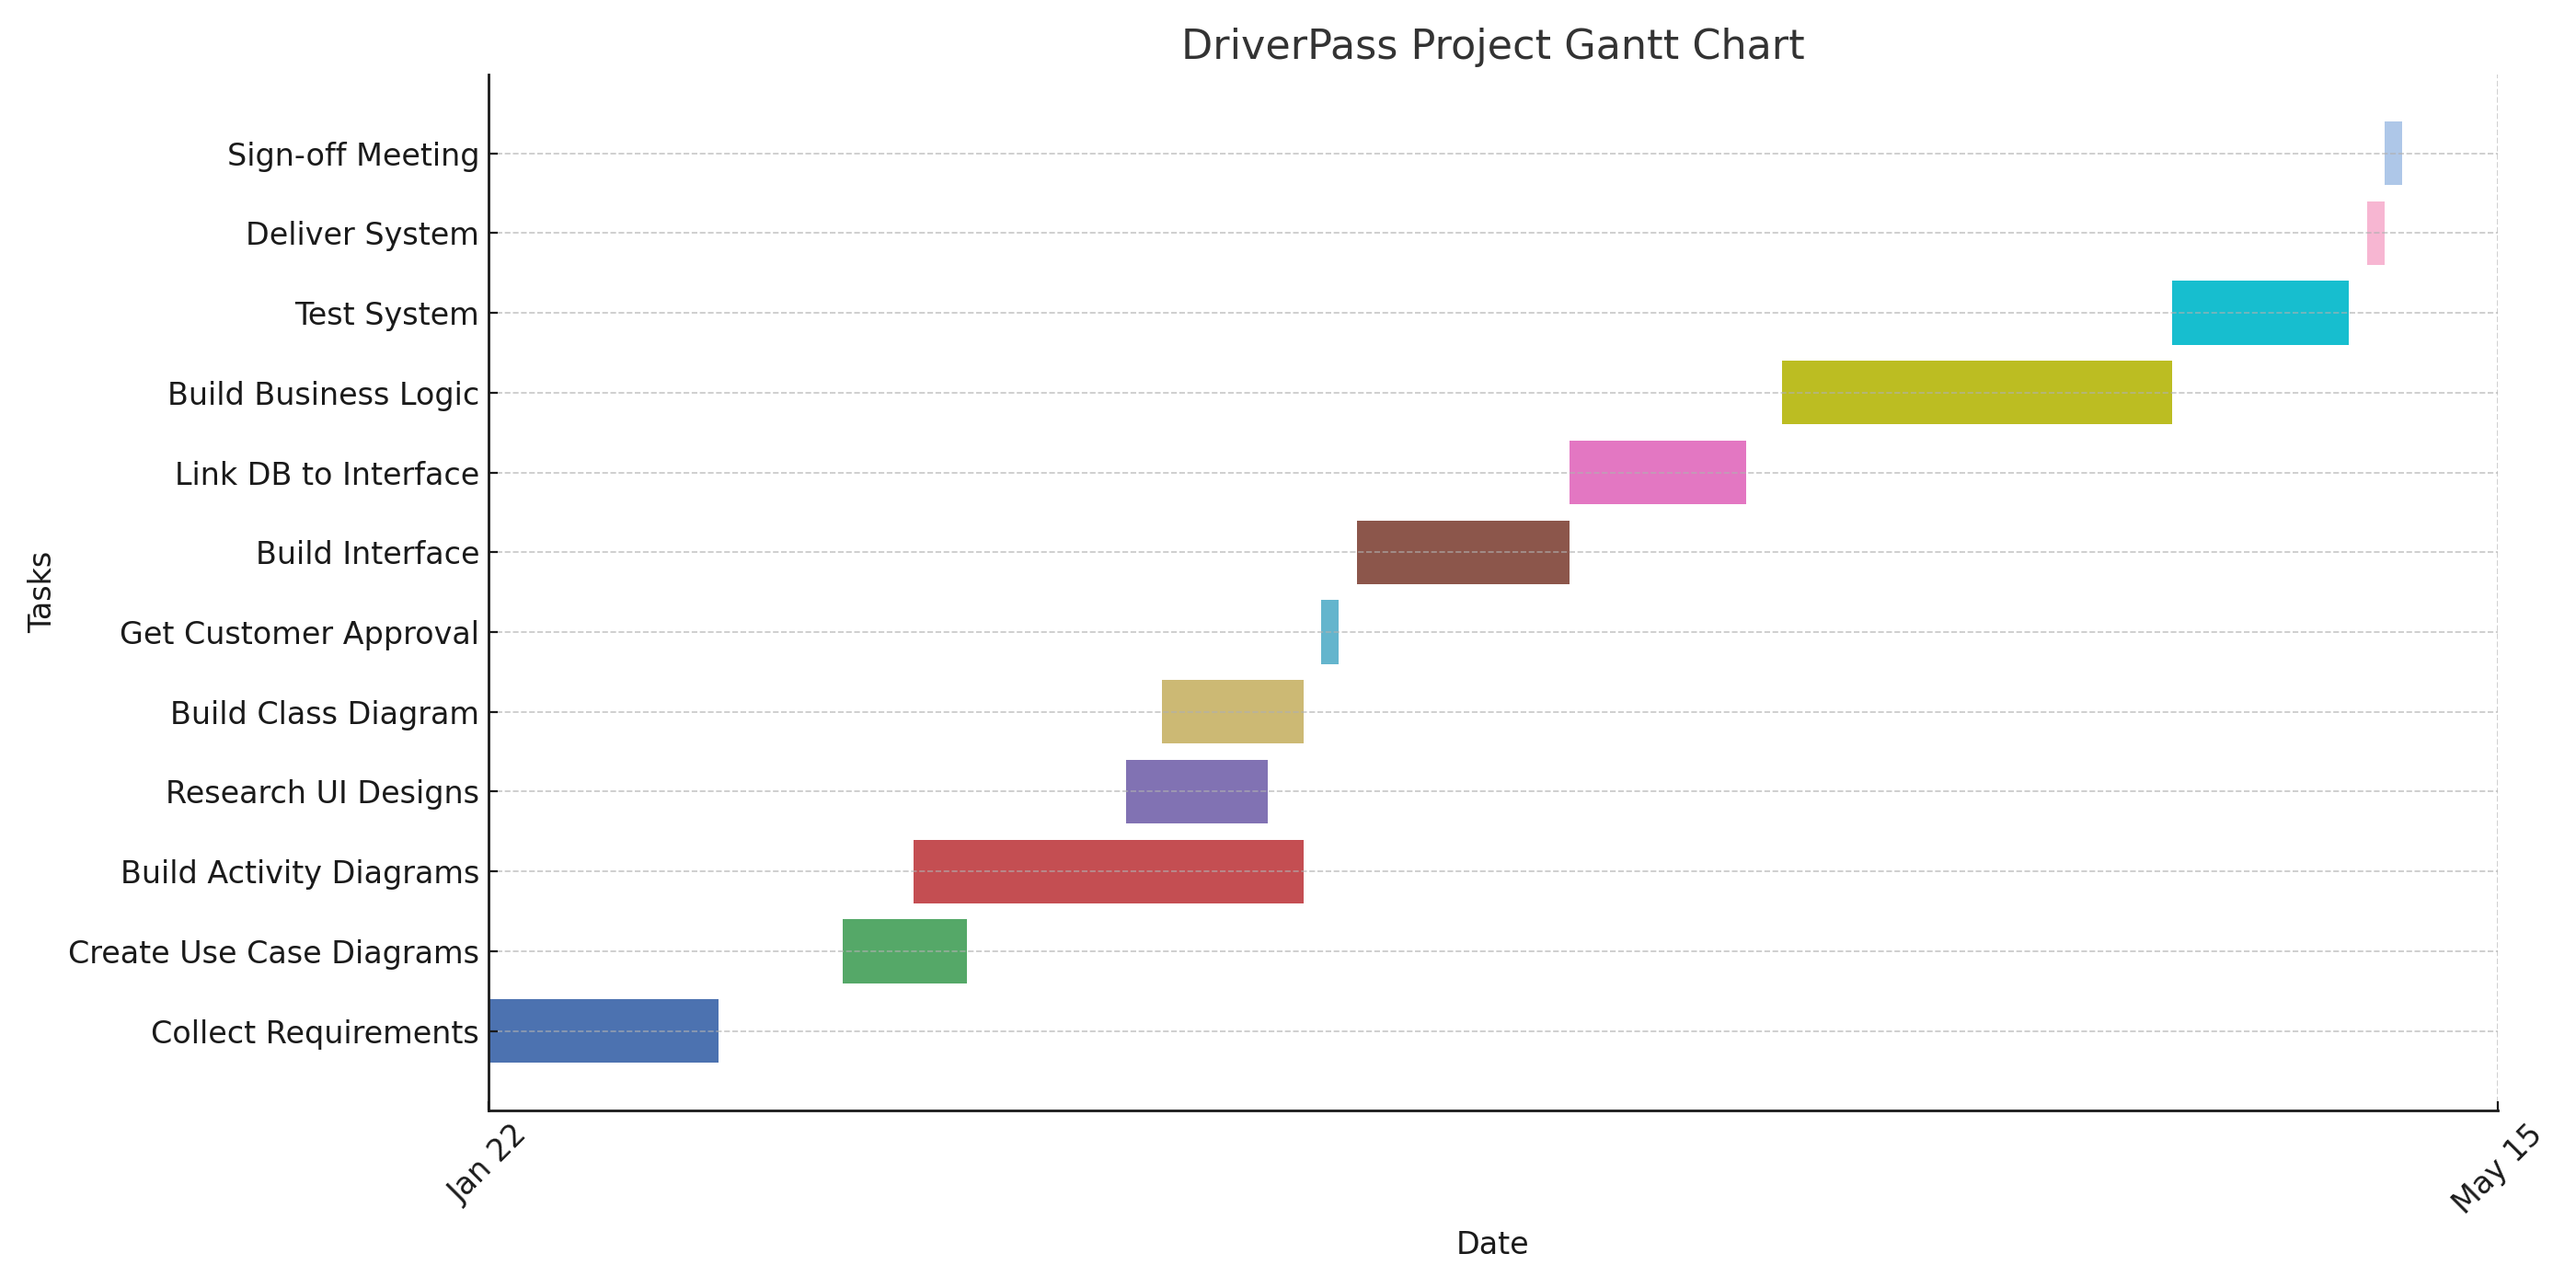 DriverPass Project Gantt Chart
Sign-off Meeting
Deliver System
Test System
Build Business Logic
Link DB to Interface
Build Interface
Get Customer Approval
Build Class Diagram
Research UI Designs
Build Activity Diagrams
Create Use Case Diagrams
Collect Requirements
Tasks
Jan 22
May 15
Date